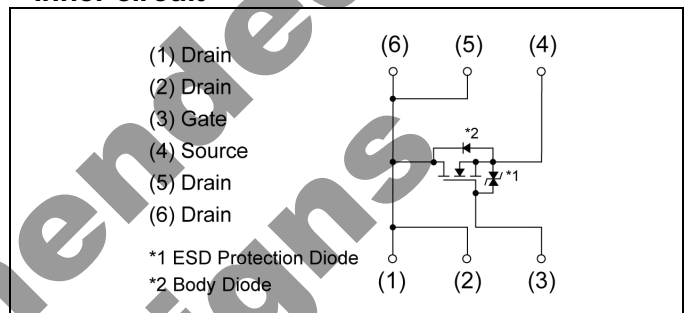 Inner circuit
(1) Drain
(2) Drain
(3) Gate
(4) Source
(5) Drain
(6) Drain
*1 ESD Protection Diode
*2 Body Diode
(6) (5) (4)
*2
*1
(1) (2) (3)